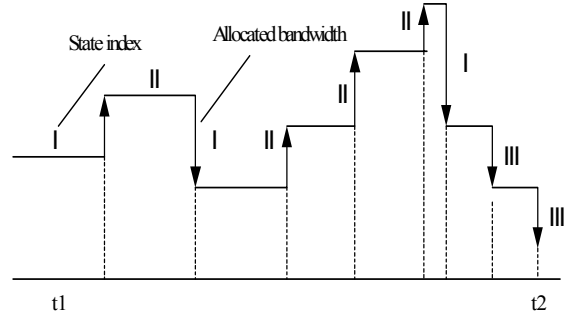 State index
Allocated bandwidth
I
II
I
II
II
II
I
III
III
t1
t2